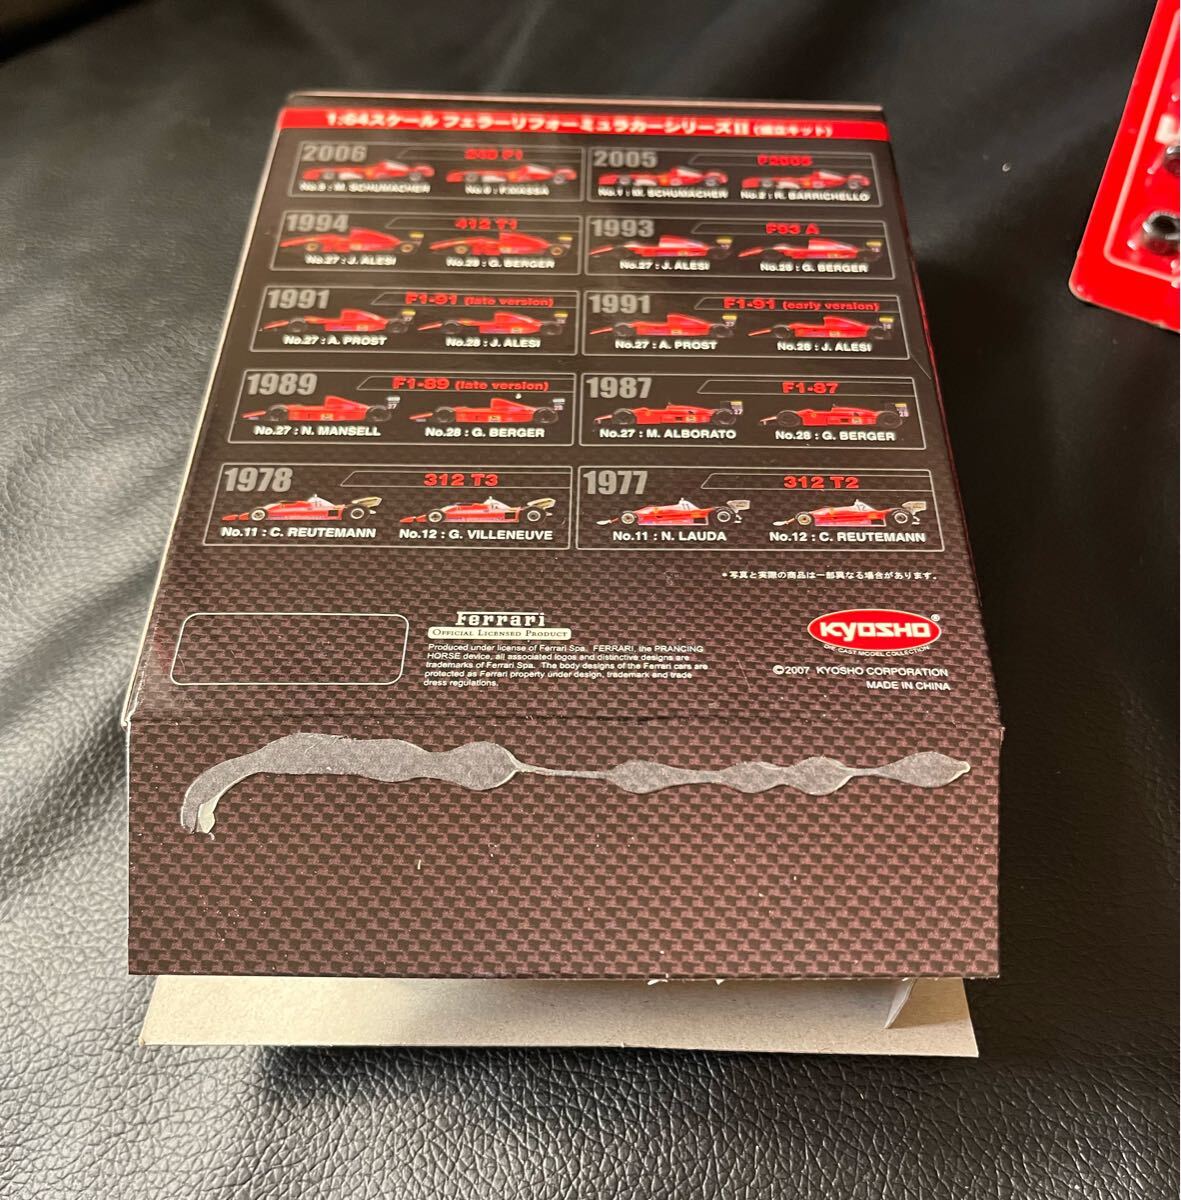 1:64スケール フェラーリフォーミュラカーシリーズII (組立キット)
2006 248 F1
No.5 : M. SCHUMACHER No.6 : F.MASSA
2005 F2005
No.1 : M. SCHUMACHER No.2 : R. BARRICHELLO
1994 412 T1
No.27 : J. ALESI No.28 : G. BERGER
1993 F93 A
No.27 : J. ALESI No.28 : G. BERGER
1991 F1-91 (late version)
No.27 : A. PROST No.28 : J. ALESI
1991 F1-91 (early version)
No.27 : A. PROST No.28 : J. ALESI
1989 F1-89 (late version)
No.27 : N. MANSELL No.28 : G. BERGER
1987 F1-87
No.27 : M. ALBORATO No.28 : G. BERGER
1978 312 T3
No.11 : C. REUTEMANN No.12 : G. VILLENEUVE
1977 312 T2
No.11 : N. LAUDA No.12 : C. REUTEMANN
*写真と実際の商品は一部異なる場合があります。
Ferrari
OFFICIAL LICENSED PRODUCT
Produced under license of Ferrari Spa. FERRARI, the PRANCING
HORSE device, all associated logos and distinctive designs are
trademarks of Ferrari Spa. The body designs of the Ferrari cars are
protected as Ferrari property under design, trademark and trade
dress regulations.
KYOSHO®
DIE-CAST MODEL COLLECTION
©2007 KYOSHO CORPORATION
MADE IN CHINA